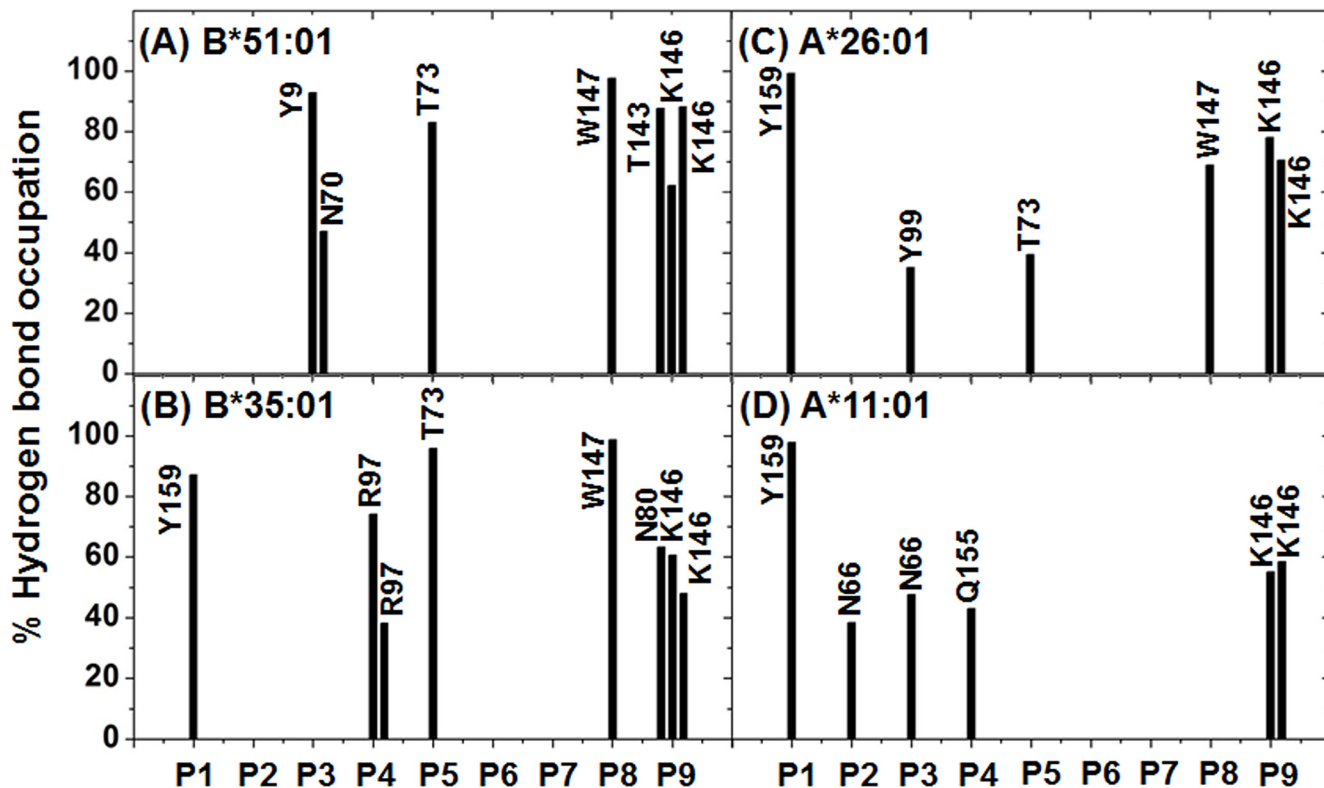 % Hydrogen bond occupation
(A) B*51:01
100
80
60
40
20
0
Y9
N70
T73
W147
T143
K146
K146
(C) A*26:01
Y159
Y99
T73
W147
K146
K146
(B) B*35:01
100
80
60
40
20
0
Y159
R97
R97
T73
W147
N80
K146
K146
(D) A*11:01
Y159
N66
N66
Q155
K146
K146
P1 P2 P3 P4 P5 P6 P7 P8 P9
P1 P2 P3 P4 P5 P6 P7 P8 P9